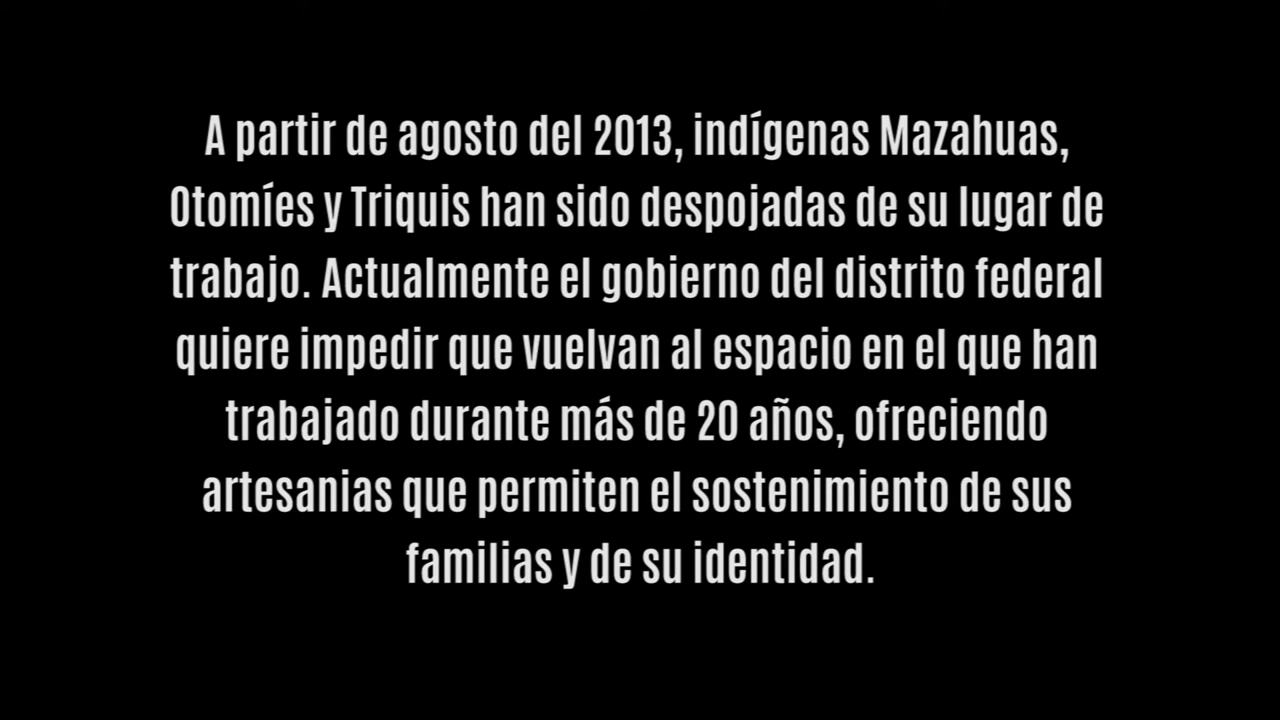 A partir de agosto del 2013, indígenas Mazahuas,
Otomíes y Triquis han sido despojadas de su lugar de
trabajo. Actualmente el gobierno del distrito federal
quiere impedir que vuelvan al espacio en el que han
trabajado durante más de 20 años, ofreciendo
artesanias que permiten el sostenimiento de sus
familias y de su identidad.